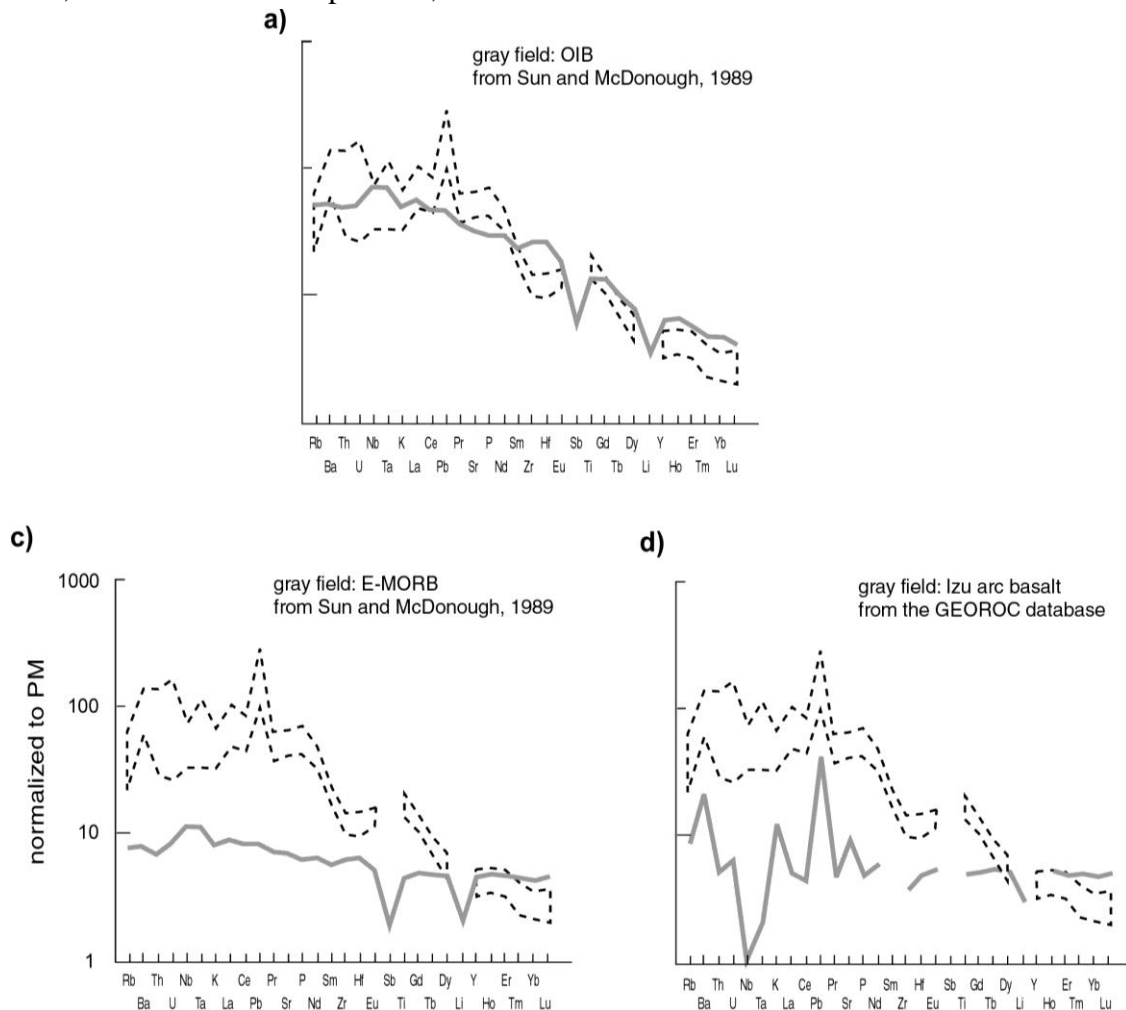 a)
gray field: OIB
from Sun and McDonough, 1989
Rb Th Nb K Ce Pr P Sm Hf Sb Gd Dy Y Er Yb
Ba U Ta La Pb Sr Nd Zr Eu Ti Tb Li Ho Tm Lu
c)
gray field: E-MORB
from Sun and McDonough, 1989
1000
100
10
1
normalized to PM
Rb Th Nb K Ce Pr P Sm Hf Sb Gd Dy Y Er Yb
Ba U Ta La Pb Sr Nd Zr Eu Ti Tb Li Ho Tm Lu
d)
gray field: Izu arc basalt
from the GEOROC database
Rb Th Nb K Ce Pr P Sm Hf Sb Gd Dy Y Er Yb
Ba U Ta La Pb Sr Nd Zr Eu Ti Tb Li Ho Tm Lu